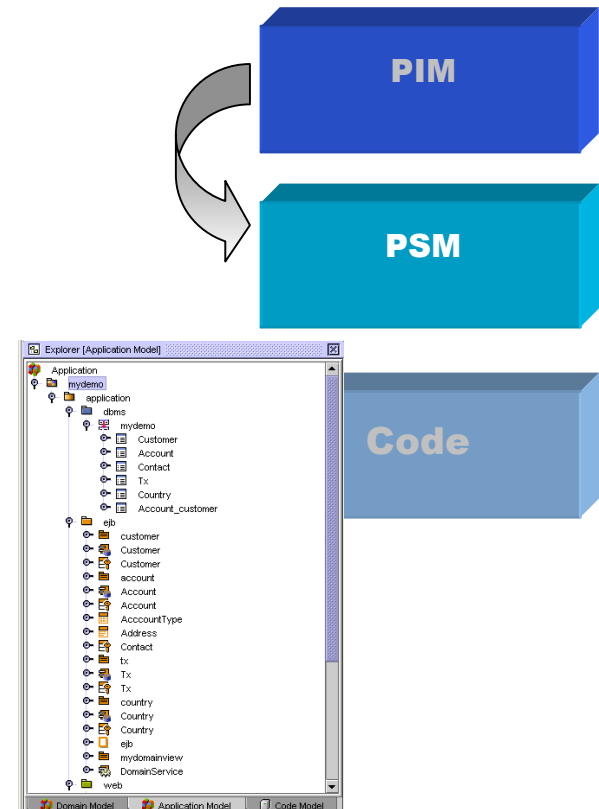 PIM
PSM
Code
Explorer [Application Model]
Application
mydemo
application
dbms
mydemo
Customer
Account
Contact
Tx
Country
Account_customer
ejb
customer
Customer
Customer
account
Account
Account
AcccountType
Address
Contact
tx
Tx
Tx
country
Country
Country
ejb
mydomainview
DomainService
web
Domain Model Application Model Code Model